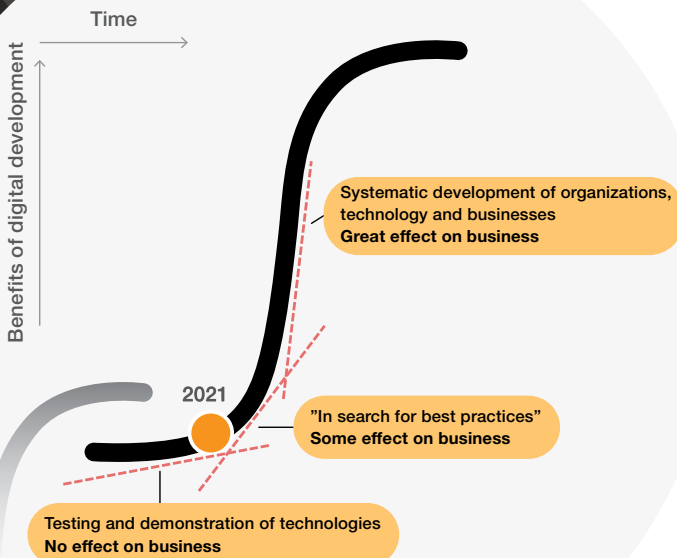 Time
Benefits of digital development
Systematic development of organizations,
technology and businesses
Great effect on business
2021
”In search for best practices”
Some effect on business
Testing and demonstration of technologies
No effect on business